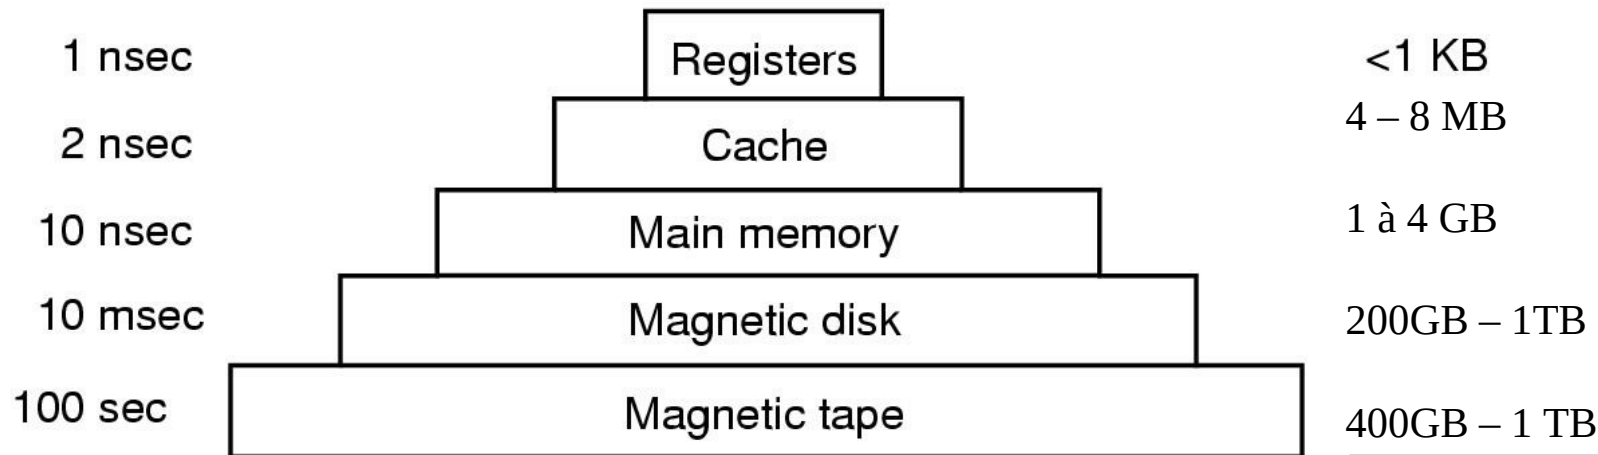 1 nsec Registers <1 KB
2 nsec Cache 4 – 8 MB
10 nsec Main memory 1 à 4 GB
10 msec Magnetic disk 200GB – 1TB
100 sec Magnetic tape 400GB – 1 TB